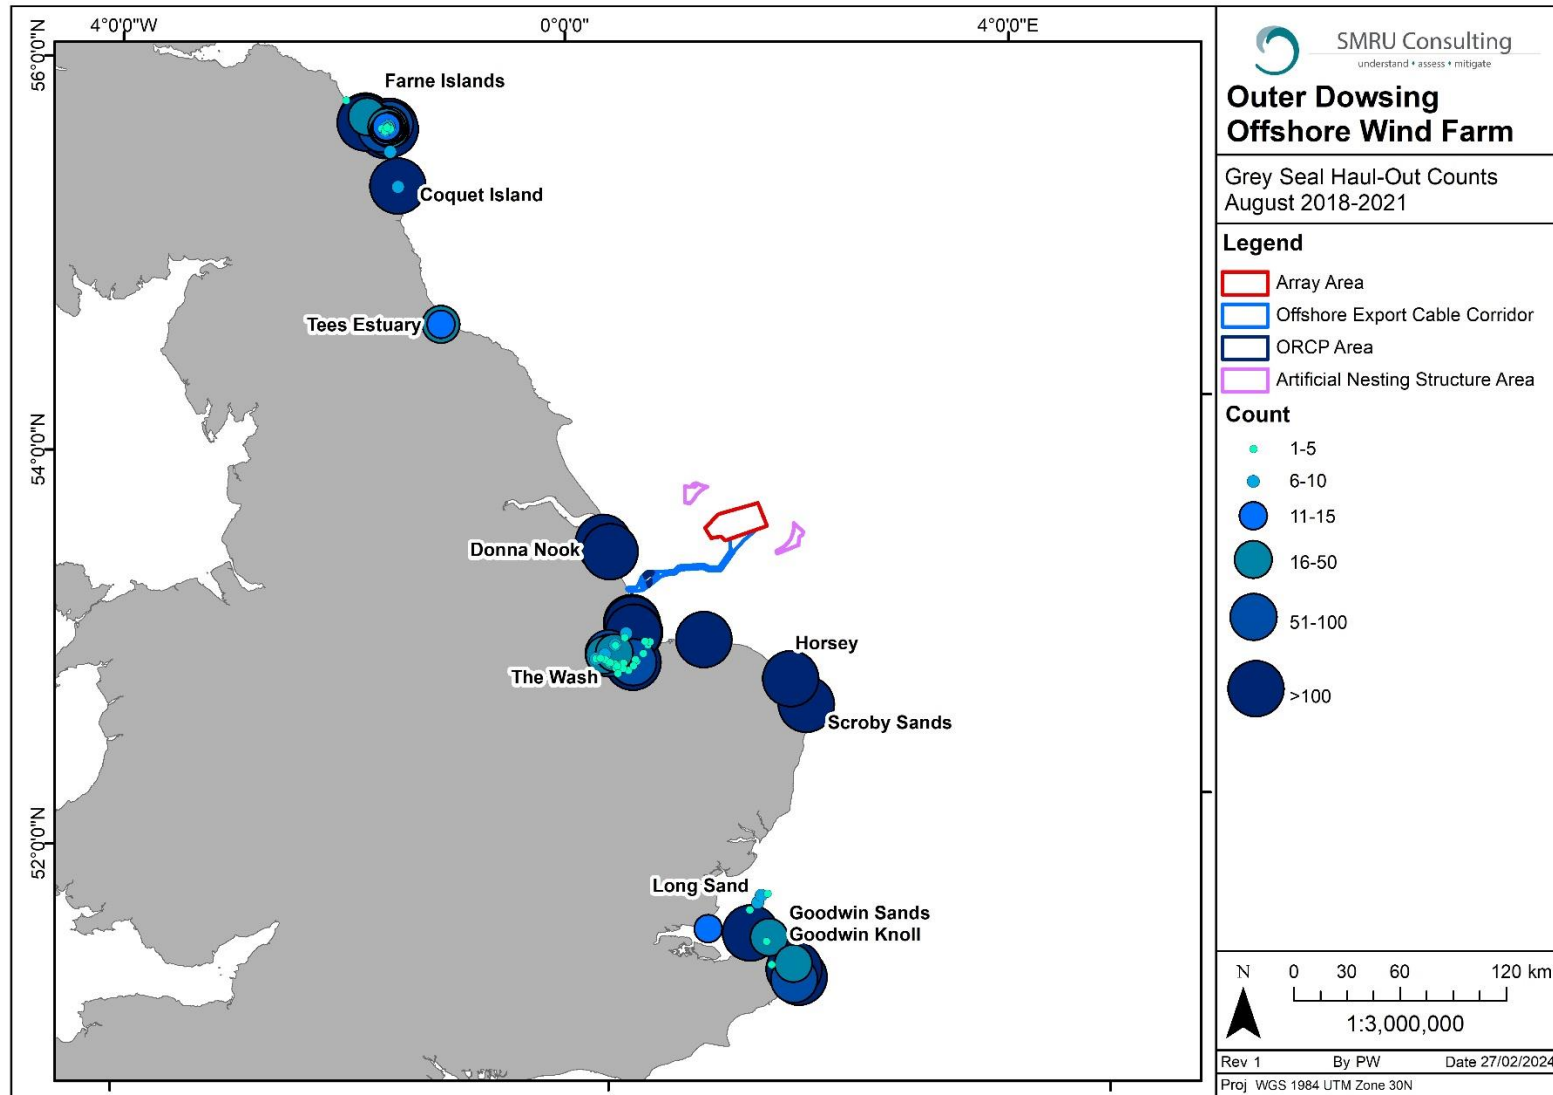 4°0'0"W
0°0'0"
4°0'0"E
56°0'0"N
54°0'0"N
52°0'0"N
Farne Islands
Coquet Island
Tees Estuary
Donna Nook
The Wash
Horsey
Scroby Sands
Long Sand
Goodwin Sands
Goodwin Knoll
SMRU Consulting
understand • assess • mitigate
Outer Dowsing
Offshore Wind Farm
Grey Seal Haul-Out Counts
August 2018-2021
Legend
Array Area
Offshore Export Cable Corridor
ORCP Area
Artificial Nesting Structure Area
Count
1-5
6-10
11-15
16-50
51-100
>100
N
0 30 60 120 km
1:3,000,000
Rev 1 By PW Date 27/02/2024
Proj WGS 1984 UTM Zone 30N